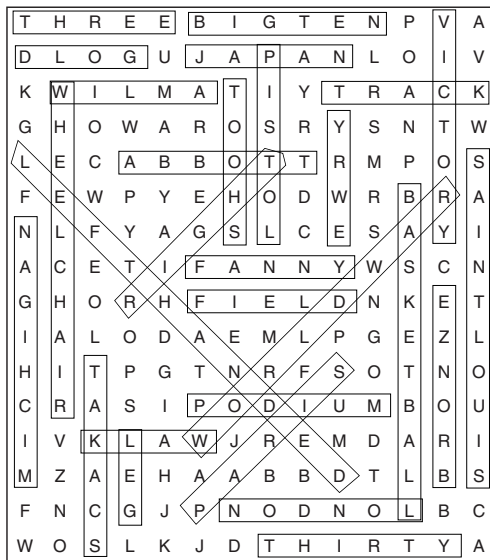 T H R E E B I G T E N P V A
D L O G U J A P A N L O I V
K W I L M A T I Y T R A C K
G H O W A R O S R Y S N T W
L E C A B B O T T R M P O S
F E W P Y E H O D W R B R A
N L F Y A G S L C E S A Y I
A C E T I F A N N Y W S C N
G H O R H F I E L D N K E T
I A L O D A E M L P G E Z L
H I T P G T N R F S O T N O
C R A S I P O D I U M B O U
I V K L A W J R E M D A R I
M Z A E H A A B B D T L B S
F N C G J P N O D N O L B C
W O S L K J D T H I R T Y A